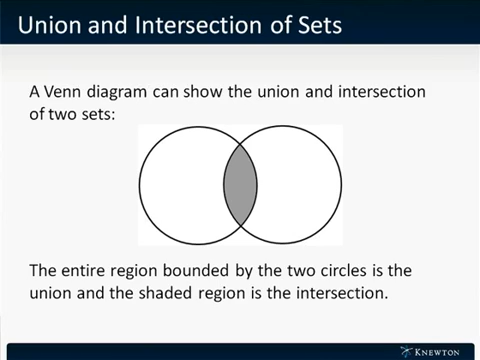 Union and Intersection of Sets
A Venn diagram can show the union and intersection
of two sets:
The entire region bounded by the two circles is the
union and the shaded region is the intersection.
KNEWTON